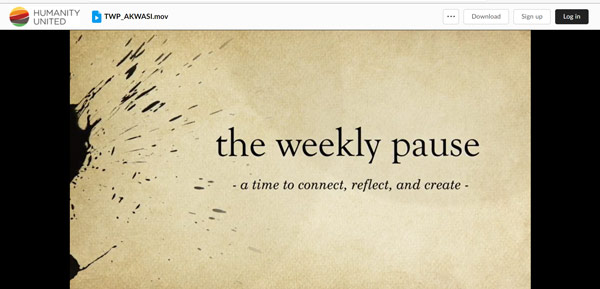 HUMANITY
UNITED
TWP_AKWASI.mov
Download
Sign up
Log in
the weekly pause
- a time to connect, reflect, and create -